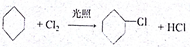 + Cl₂ 光照 → Cl + HCl